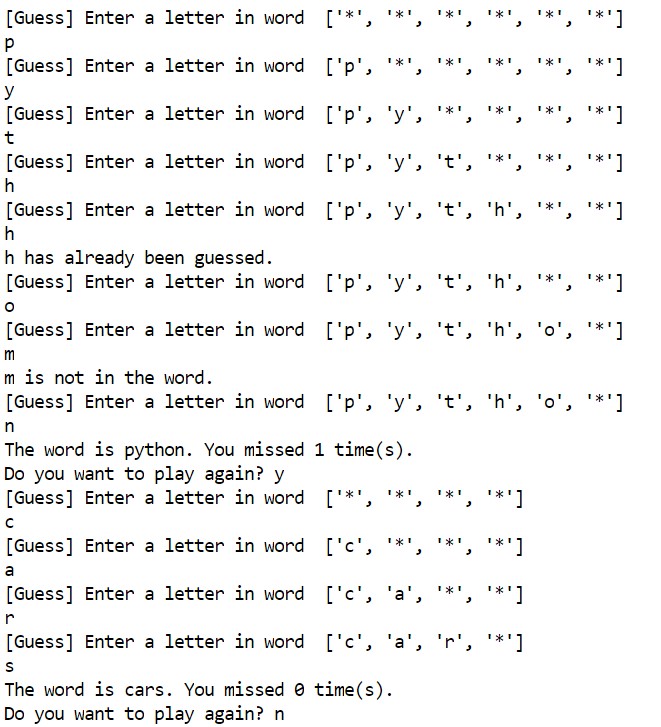 [Guess] Enter a letter in word  ['*', '*', '*', '*', '*', '*']
p
[Guess] Enter a letter in word  ['p', '*', '*', '*', '*', '*']
y
[Guess] Enter a letter in word  ['p', 'y', '*', '*', '*', '*']
t
[Guess] Enter a letter in word  ['p', 'y', 't', '*', '*', '*']
h
[Guess] Enter a letter in word  ['p', 'y', 't', 'h', '*', '*']
h
h has already been guessed.
[Guess] Enter a letter in word  ['p', 'y', 't', 'h', '*', '*']
o
[Guess] Enter a letter in word  ['p', 'y', 't', 'h', 'o', '*']
m
m is not in the word.
[Guess] Enter a letter in word  ['p', 'y', 't', 'h', 'o', '*']
n
The word is python. You missed 1 time(s).
Do you want to play again? y
[Guess] Enter a letter in word  ['*', '*', '*', '*']
c
[Guess] Enter a letter in word  ['c', '*', '*', '*']
a
[Guess] Enter a letter in word  ['c', 'a', '*', '*']
r
[Guess] Enter a letter in word  ['c', 'a', 'r', '*']
s
The word is cars. You missed 0 time(s).
Do you want to play again? n